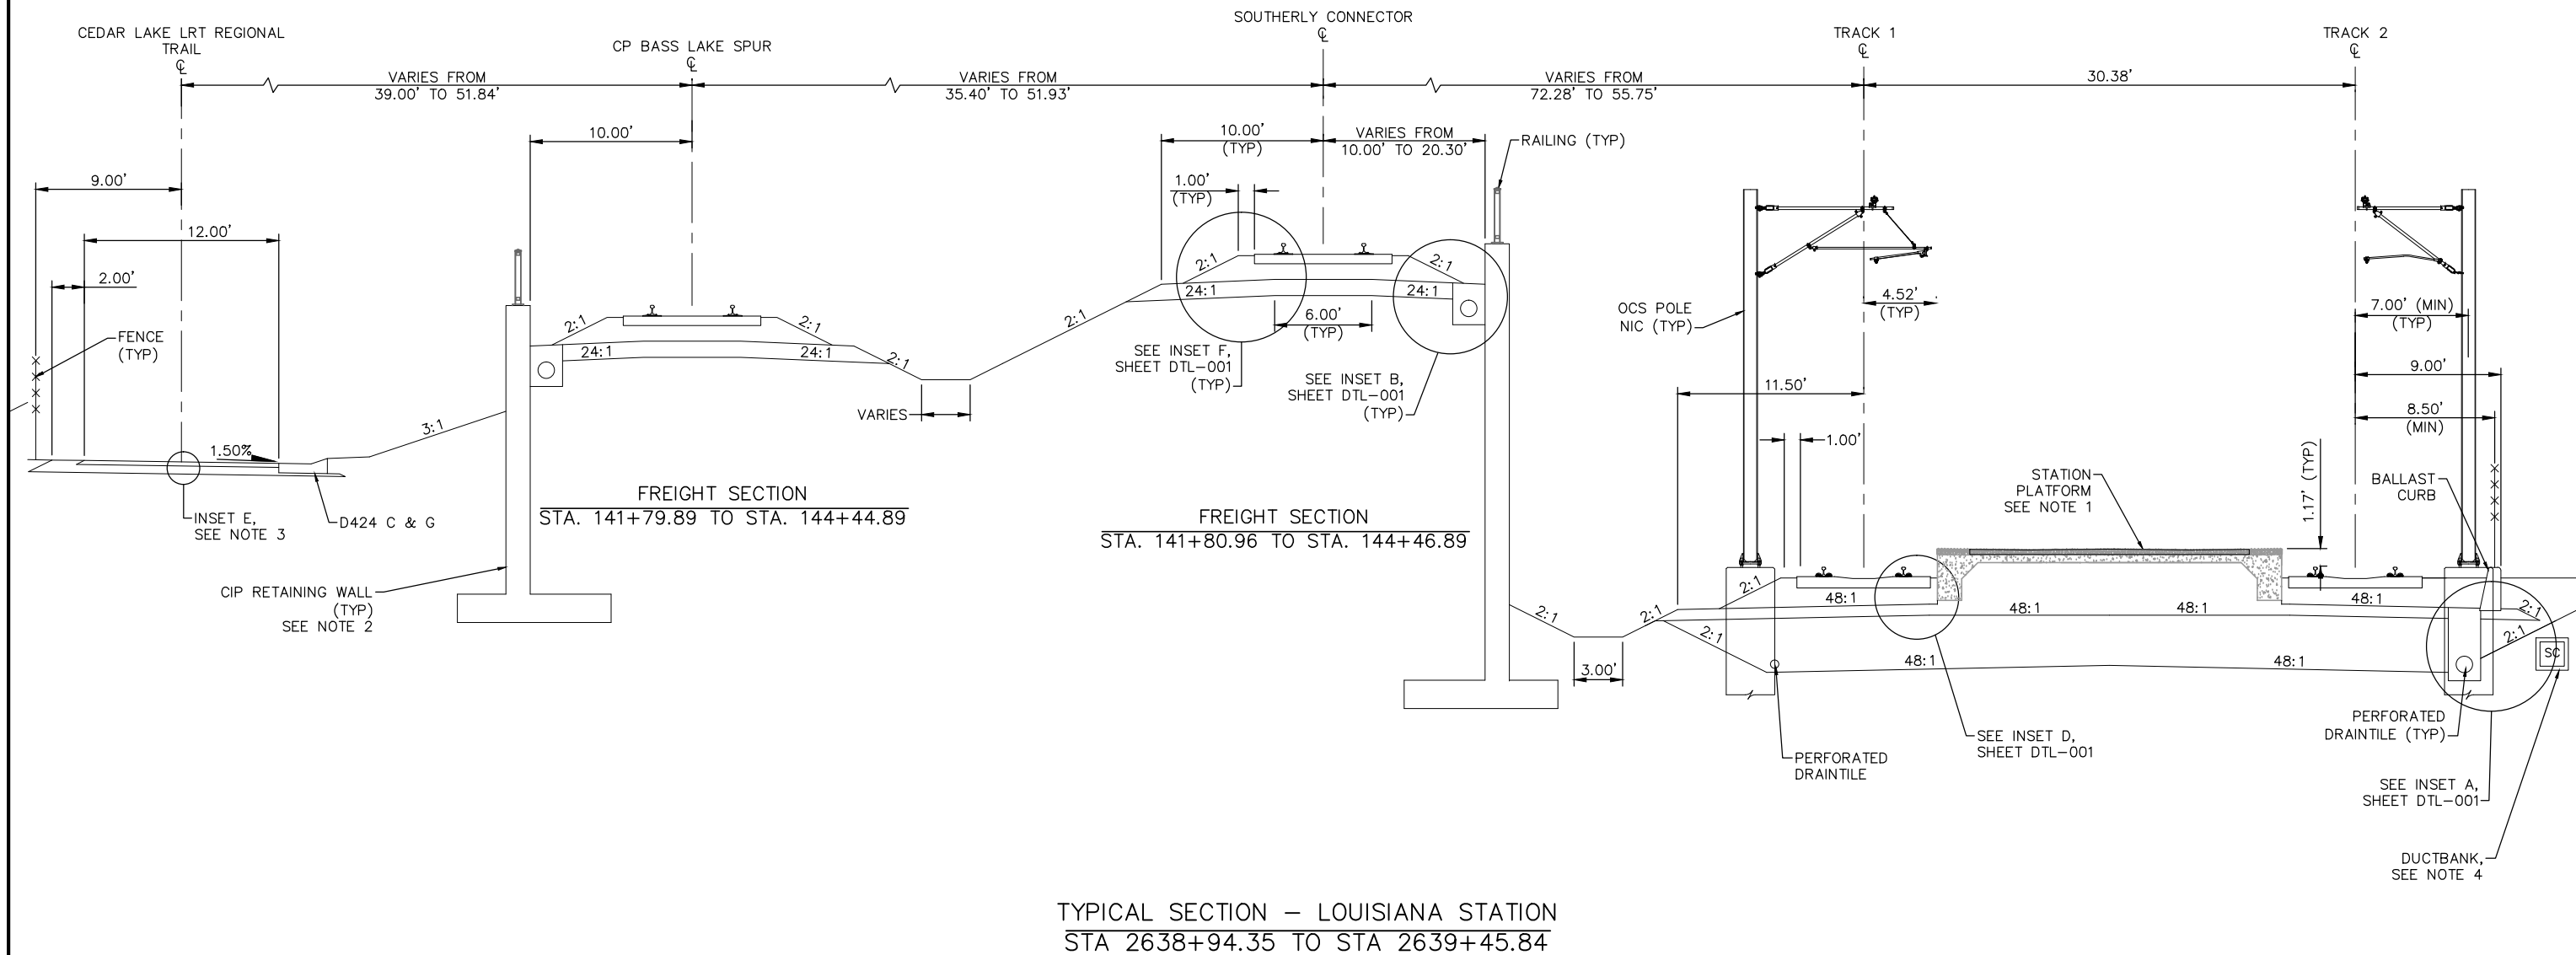 CEDAR LAKE LRT REGIONAL
TRAIL
℄
CP BASS LAKE SPUR
℄
SOUTHERLY CONNECTOR
℄
TRACK 1
℄
TRACK 2
℄
VARIES FROM
39.00' TO 51.84'
VARIES FROM
35.40' TO 51.93'
VARIES FROM
72.28' TO 55.75'
30.38'
10.00'
10.00'
(TYP)
VARIES FROM
10.00' TO 20.30'
RAILING (TYP)
9.00'
1.00'
(TYP)
12.00'
2.00'
FENCE
(TYP)
2:1
2:1
24:1
24:1
2:1
2:1
2:1
2:1
24:1
24:1
6.00'
(TYP)
SEE INSET F,
SHEET DTL-001
(TYP)
SEE INSET B,
SHEET DTL-001
(TYP)
VARIES
OCS POLE
NIC (TYP)
4.52'
(TYP)
7.00' (MIN)
(TYP)
9.00'
11.50'
8.50'
(MIN)
1.00'
3:1
1.50%
INSET E,
SEE NOTE 3
D424 C & G
FREIGHT SECTION
STA. 141+79.89 TO STA. 144+44.89
FREIGHT SECTION
STA. 141+80.96 TO STA. 144+46.89
STATION
PLATFORM
SEE NOTE 1
1.17' (TYP)
BALLAST
CURB
CIP RETAINING WALL
(TYP)
SEE NOTE 2
2:1
2:1
2:1
48:1
48:1
48:1
48:1
2:1
2:1
2:1
48:1
48:1
SC
3.00'
PERFORATED
DRAINTILE
SEE INSET D,
SHEET DTL-001
PERFORATED
DRAINTILE (TYP)
SEE INSET A,
SHEET DTL-001
DUCTBANK,
SEE NOTE 4
TYPICAL SECTION - LOUISIANA STATION
STA 2638+94.35 TO STA 2639+45.84